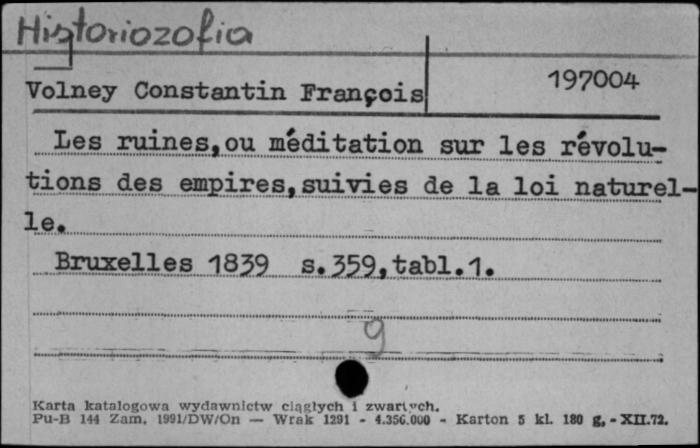 Historiozofia
197004
Volney Constantin François
Les ruines,ou méditation sur les révolu-
tions des empires,suivies de la loi naturel-
le.
Bruxelles 1839 s.359,tabl.1.
9
Karta katalogowa wydawnictw ciągłych i zwartych.
Pu-B 144 Zam. 1991/DW/On — Wrak 1291 - 4.356.000 - Karton 5 kl. 180 g. - XII.72.